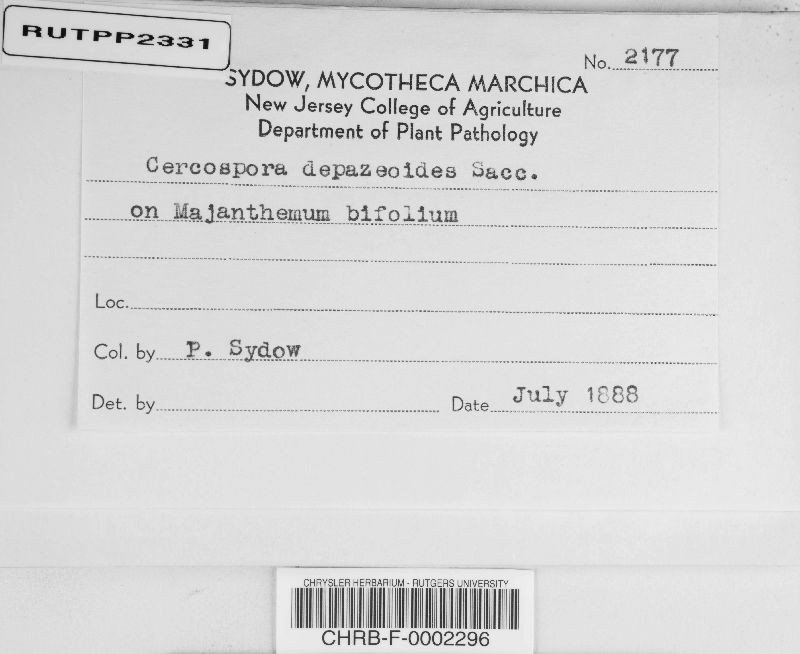 RUTPP2331
No. 2177
SYDOW, MYCOTHECA MARCHICA
New Jersey College of Agriculture
Department of Plant Pathology
Cercospora depazeoides Sacc.
on Majanthemum bifolium
Loc.
Col. by P. Sydow
Det. by Date July 1888
CHRYSLER HERBARIUM - RUTGERS UNIVERSITY
CHRB-F-0002296